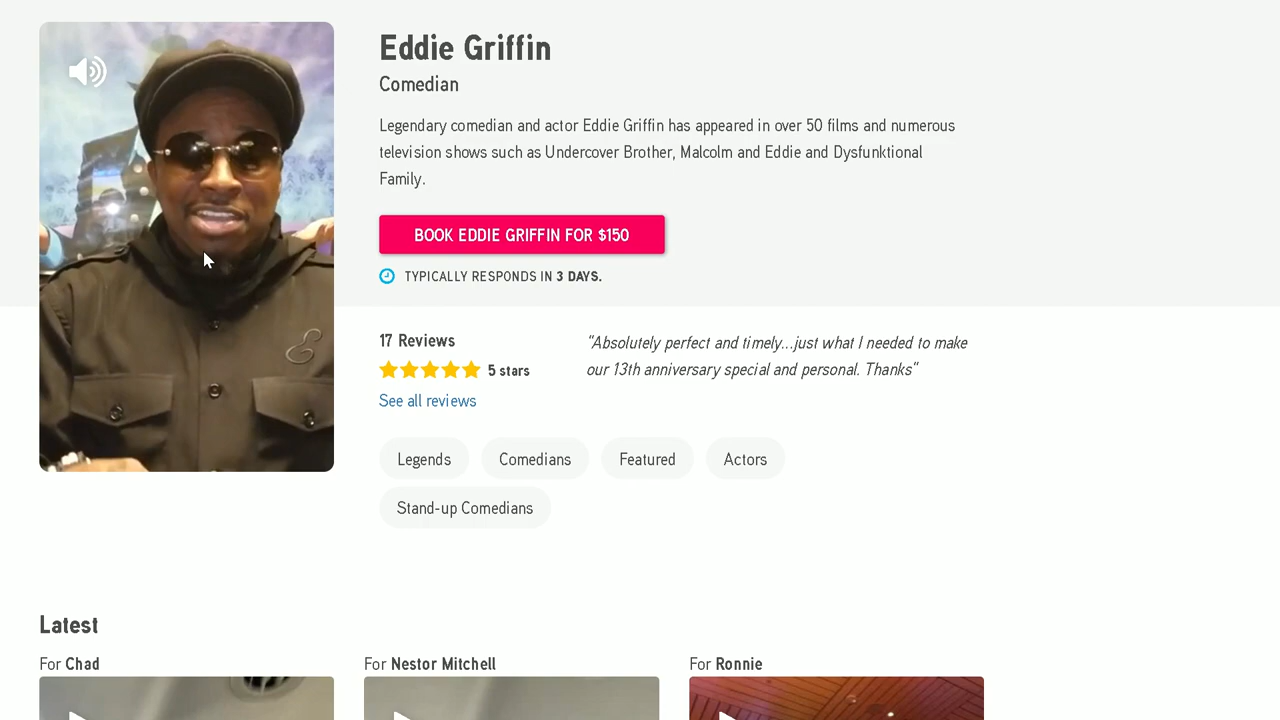 Eddie Griffin
Comedian
Legendary comedian and actor Eddie Griffin has appeared in over 50 films and numerous
television shows such as Undercover Brother, Malcolm and Eddie and Dysfunktional
Family.
BOOK EDDIE GRIFFIN FOR $150
TYPICALLY RESPONDS IN 3 DAYS.
17 Reviews
5 stars
See all reviews
"Absolutely perfect and timely...just what I needed to make
our 13th anniversary special and personal. Thanks"
Legends
Comedians
Featured
Actors
Stand-up Comedians
Latest
For Chad
For Nestor Mitchell
For Ronnie